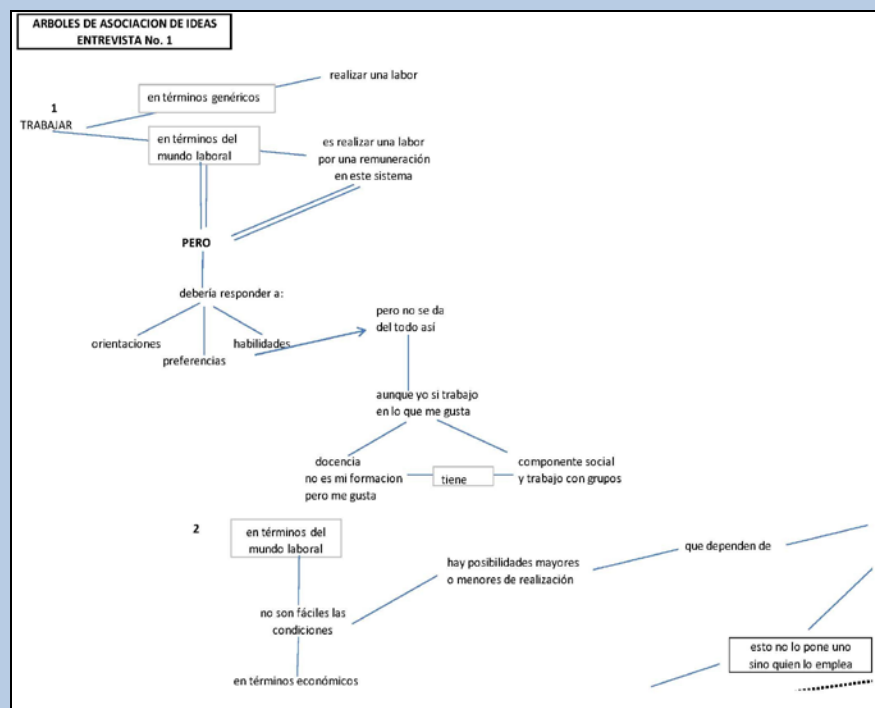 ARBOLES DE ASOCIACION DE IDEAS
ENTREVISTA No. 1
realizar una labor
en términos genéricos
1
TRABAJAR
en términos del
mundo laboral
es realizar una labor
por una remuneración
en este sistema
PERO
debería responder a:
orientaciones
preferencias
habilidades
pero no se da
del todo así
aunque yo si trabajo
en lo que me gusta
docencia
no es mi formacion
pero me gusta
tiene
componente social
y trabajo con grupos
2
en términos del
mundo laboral
hay posibilidades mayores
o menores de realización
que dependen de
no son fáciles las
condiciones
en términos económicos
esto no lo pone uno
sino quien lo emplea